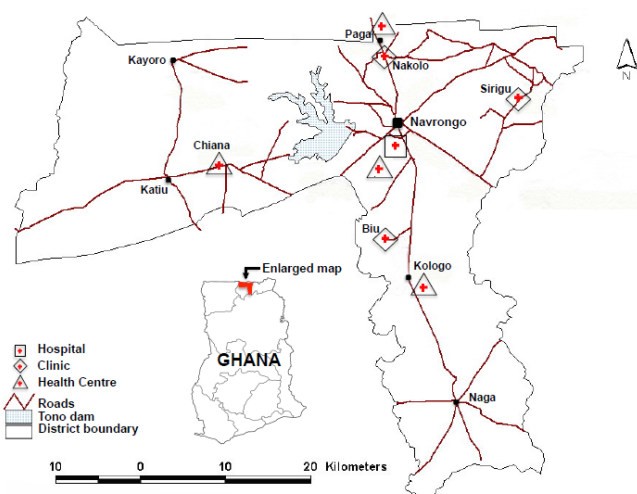 Paga
Kayoro
Nakolo
Sirigu
N
Navrongo
Chiana
Katiu
Biu
Kologo
Enlarged map
GHANA
Hospital
Clinic
Health Centre
Roads
Tono dam
District boundary
Naga
10 0 10 20 Kilometers